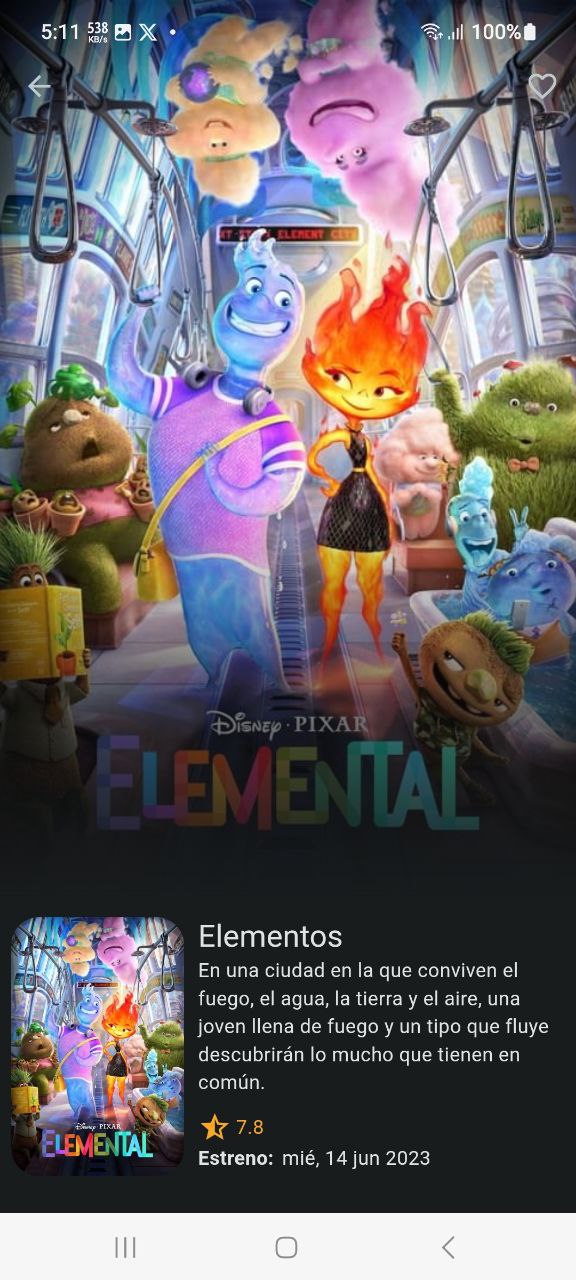 5:11 538 KB/s X 100%
XT STOP ELEMENT CITY
Disney · PIXAR
ELEMENTAL
Disney · PIXAR
ELEMENTAL
Elementos
En una ciudad en la que conviven el
fuego, el agua, la tierra y el aire, una
joven llena de fuego y un tipo que fluye
descubrirán lo mucho que tienen en
común.
7.8
Estreno: mié, 14 jun 2023